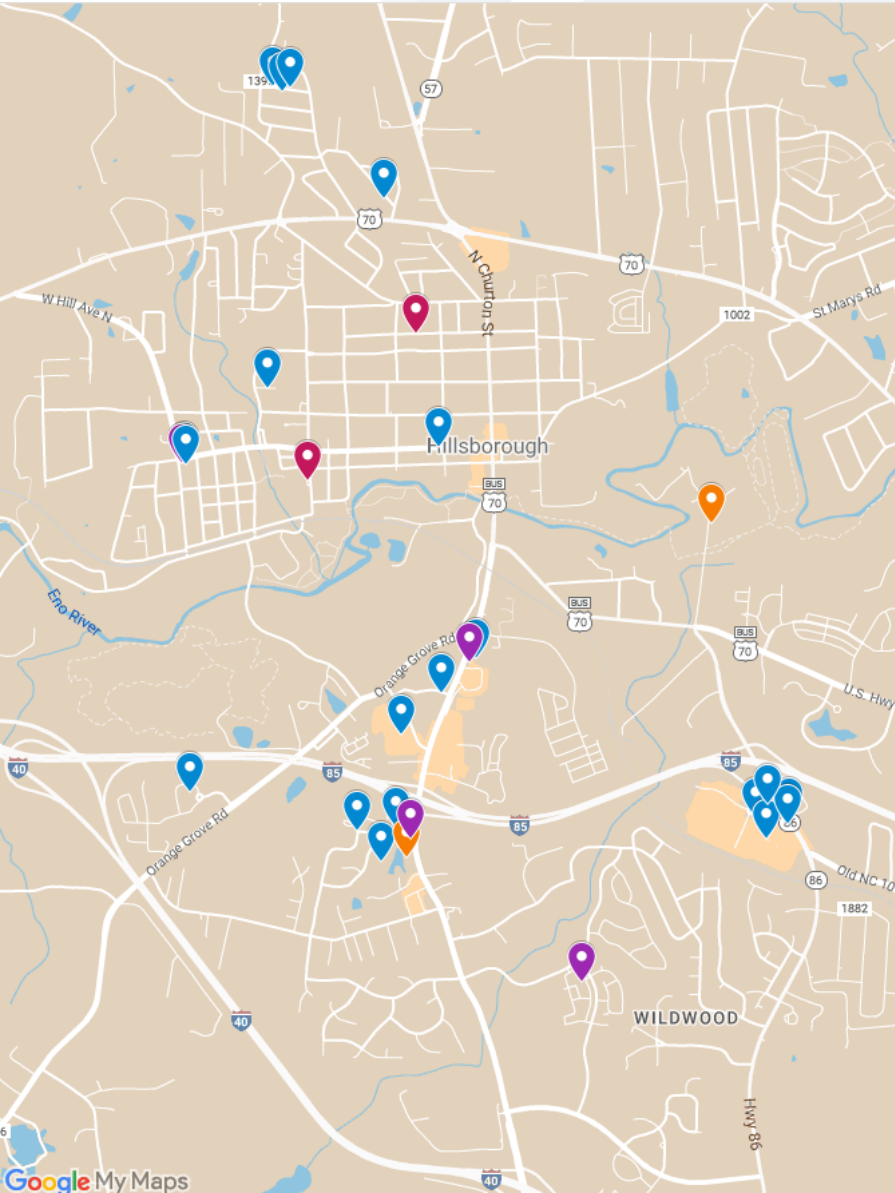 139
57
70
N Churton St
70
W Hill Ave N
St Marys Rd
1002
Hillsborough
BUS
70
Eno River
BUS
70
BUS
70
Orange Grove Rd
U.S. Hwy
40
85
85
85
86
Orange Grove Rd
Old NC 10
86
1882
WILDWOOD
40
Hwy 86
6
40
Google My Maps